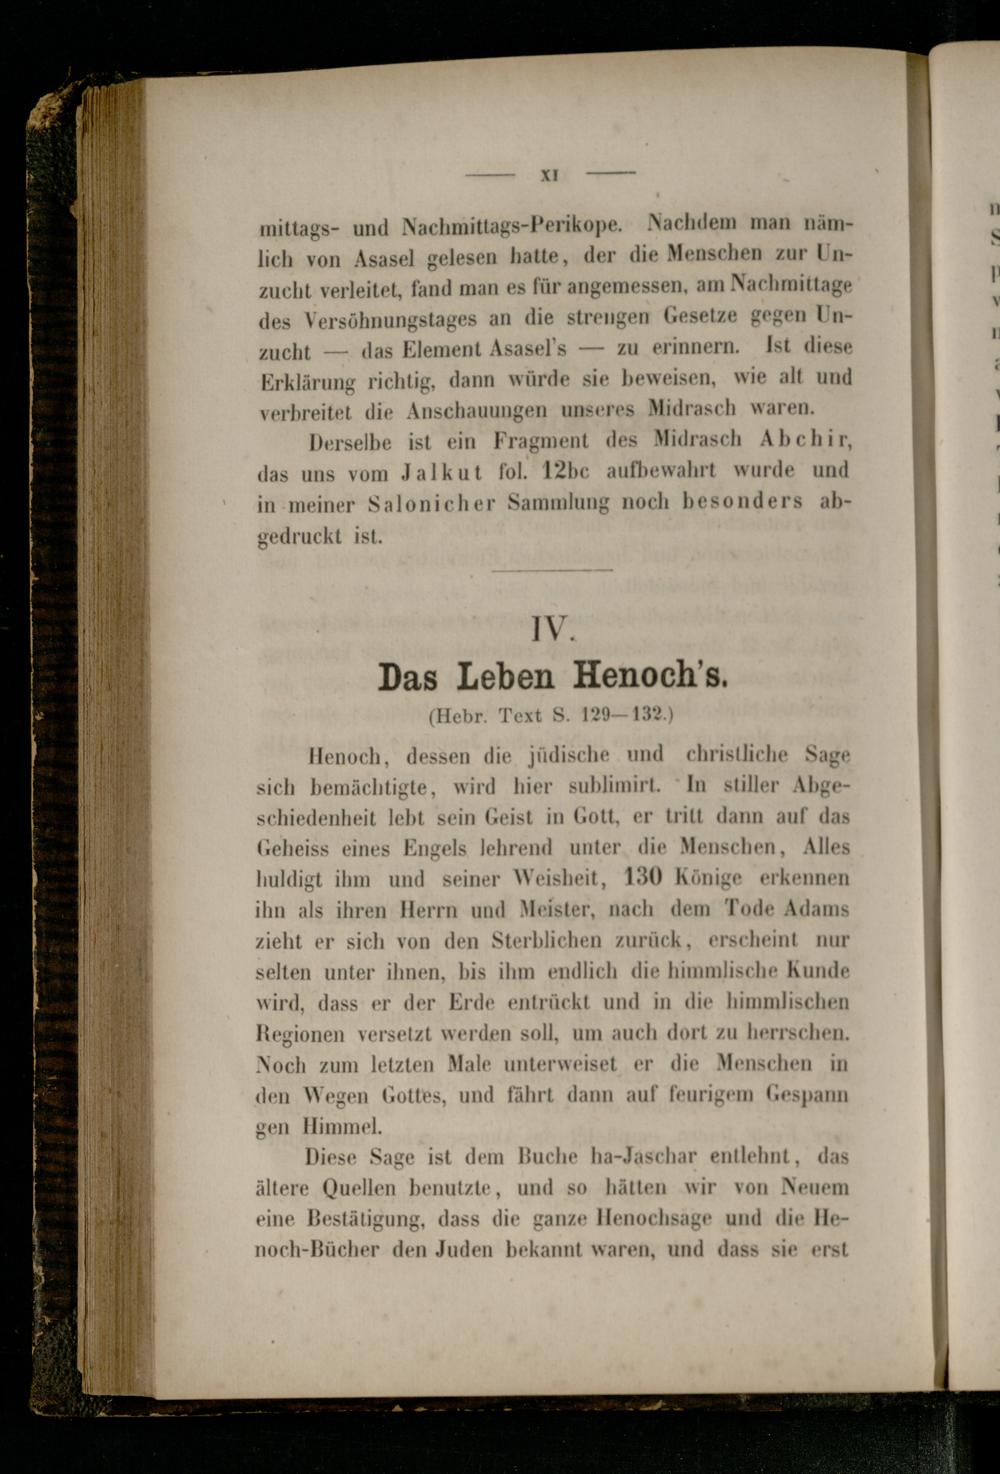 XI
mittags- und Nachmittags-Perikope. Nachdem man näm-
lich von Asasel gelesen hatte, der die Menschen zur Un-
zucht verleitet, fand man es für angemessen, am Nachmittage
des Versöhnungstages an die strengen Gesetze gegen Un-
zucht — das Element Asasel's — zu erinnern. Ist diese
Erklärung richtig, dann würde sie beweisen, wie alt und
verbreitet die Anschauungen unseres Midrasch waren.
Derselbe ist ein Fragment des Midrasch Abchir,
das uns vom Jalkut fol. 12bc aufbewahrt wurde und
in meiner Salonicher Sammlung noch besonders ab-
gedruckt ist.
IV.
Das Leben Henoch's.
(Hebr. Text S. 129—132.)
Henoch, dessen die jüdische und christliche Sage
sich bemächtigte, wird hier sublimirt. In stiller Abge-
schiedenheit lebt sein Geist in Gott, er tritt dann auf das
Geheiss eines Engels lehrend unter die Menschen, Alles
huldigt ihm und seiner Weisheit, 130 Könige erkennen
ihn als ihren Herrn und Meister, nach dem Tode Adams
zieht er sich von den Sterblichen zurück, erscheint nur
selten unter ihnen, bis ihm endlich die himmlische Kunde
wird, dass er der Erde entrückt und in die himmlischen
Regionen versetzt werden soll, um auch dort zu herrschen.
Noch zum letzten Male unterweiset er die Menschen in
den Wegen Gottes, und fährt dann auf feurigem Gespann
gen Himmel.
Diese Sage ist dem Buche ha-Jaschar entlehnt, das
ältere Quellen benutzte, und so hätten wir von Neuem
eine Bestätigung, dass die ganze Henochsage und die He-
noch-Bücher den Juden bekannt waren, und dass sie erst